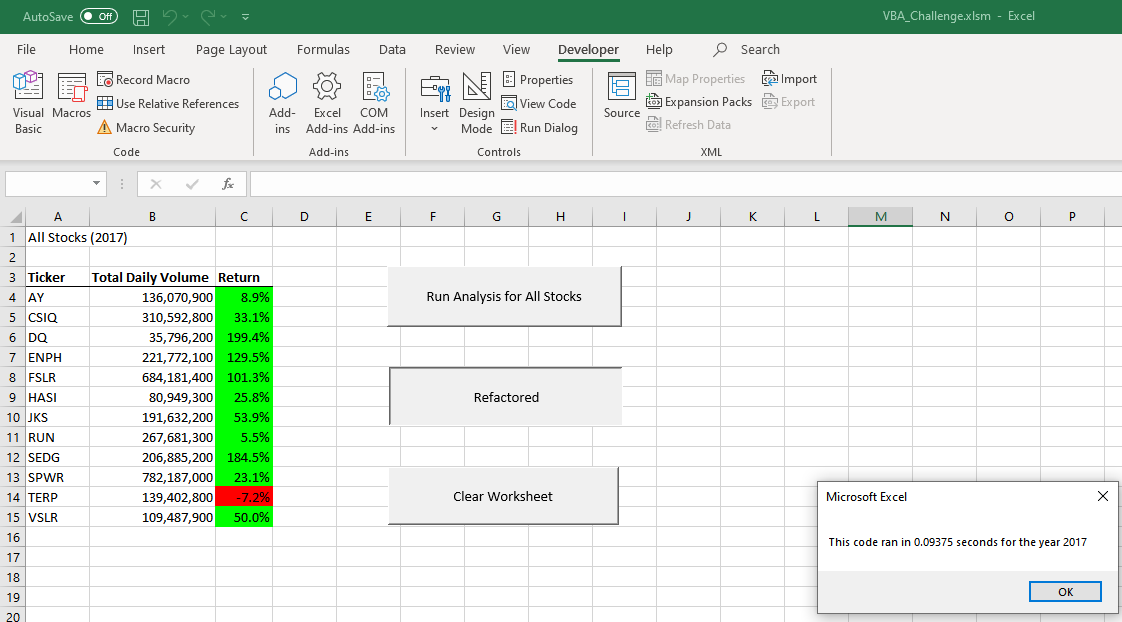 AutoSave Off VBA_Challenge.xlsm - Excel
File Home Insert Page Layout Formulas Data Review View Developer Help Search
Visual Basic
Macros
Record Macro
Use Relative References
Macro Security
Code
Add-ins
Excel Add-ins
COM Add-ins
Add-ins
Insert
Design Mode
Properties
View Code
Run Dialog
Controls
Source
Map Properties
Expansion Packs
Refresh Data
Import
Export
XML
fx
A B C D E F G H I J K L M N O P
1 All Stocks (2017)
2
3 Ticker Total Daily Volume Return
4 AY 136,070,900 8.9%
5 CSIQ 310,592,800 33.1%
6 DQ 35,796,200 199.4%
7 ENPH 221,772,100 129.5%
8 FSLR 684,181,400 101.3%
9 HASI 80,949,300 25.8%
10 JKS 191,632,200 53.9%
11 RUN 267,681,300 5.5%
12 SEDG 206,885,200 184.5%
13 SPWR 782,187,000 23.1%
14 TERP 139,402,800 -7.2%
15 VSLR 109,487,900 50.0%
16
17
18
19
20
Run Analysis for All Stocks
Refactored
Clear Worksheet
Microsoft Excel
This code ran in 0.09375 seconds for the year 2017
OK